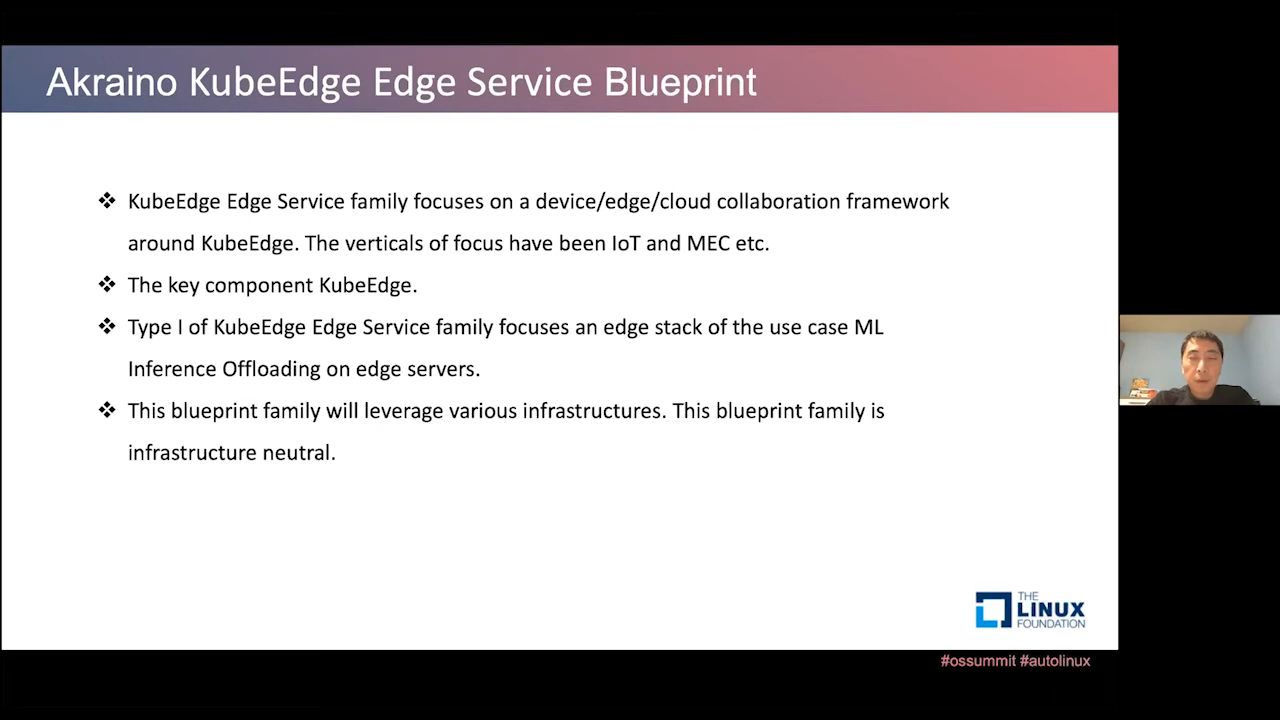 Akraino KubeEdge Edge Service Blueprint
❖ KubeEdge Edge Service family focuses on a device/edge/cloud collaboration framework
around KubeEdge. The verticals of focus have been IoT and MEC etc.
❖ The key component KubeEdge.
❖ Type I of KubeEdge Edge Service family focuses an edge stack of the use case ML
Inference Offloading on edge servers.
❖ This blueprint family will leverage various infrastructures. This blueprint family is
infrastructure neutral.
THE
LINUX
FOUNDATION
#ossummit #autolinux